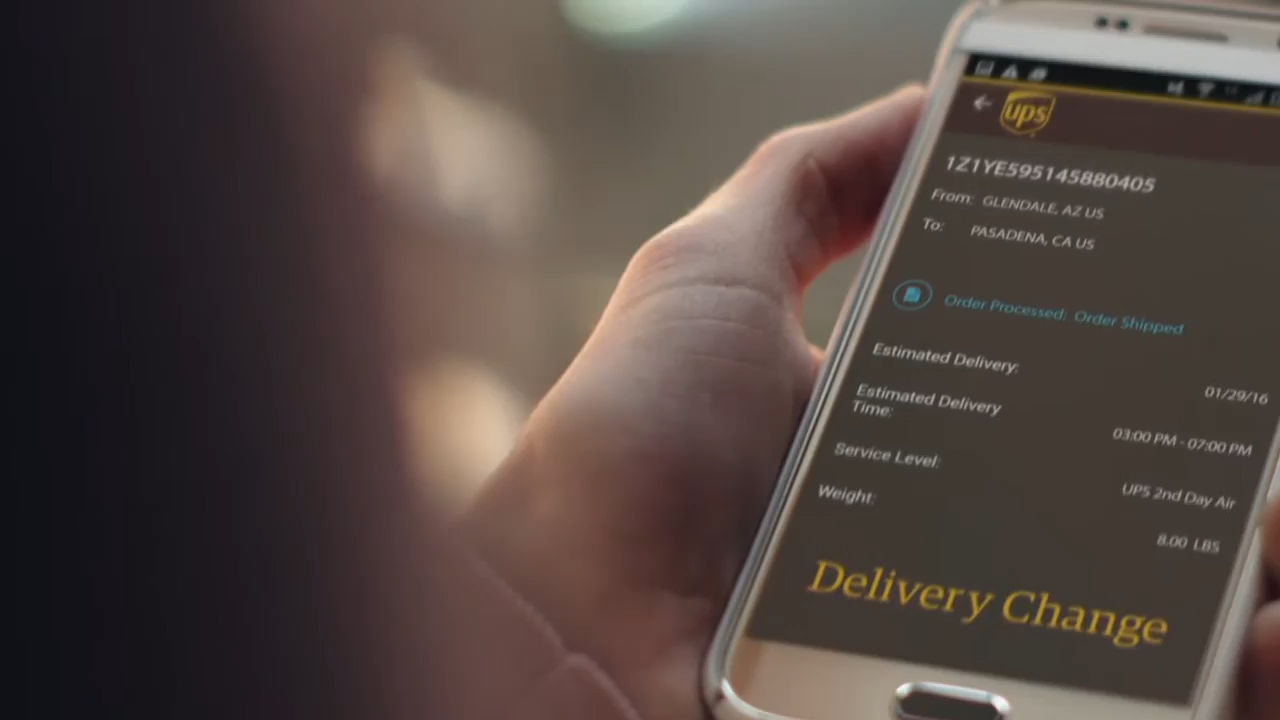 ups
1Z1YE595145880405
From: GLENDALE, AZ US
To: PASADENA, CA US
Order Processed: Order Shipped
Estimated Delivery:
01/29/16
Estimated Delivery
Time:
03:00 PM - 07:00 PM
Service Level:
UPS 2nd Day Air
Weight:
8.00 LBS
Delivery Change